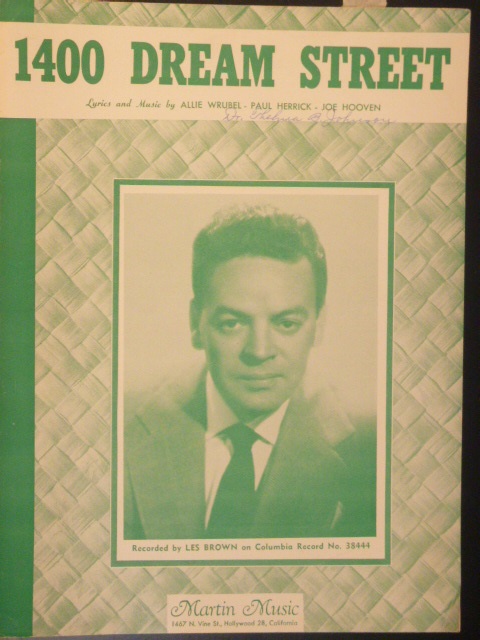 1400 DREAM STREET
Lyrics and Music by ALLIE WRUBEL - PAUL HERRICK - JOE HOOVEN
Recorded by LES BROWN on Columbia Record No. 38444
Martin Music
1467 N. Vine St., Hollywood 28, California